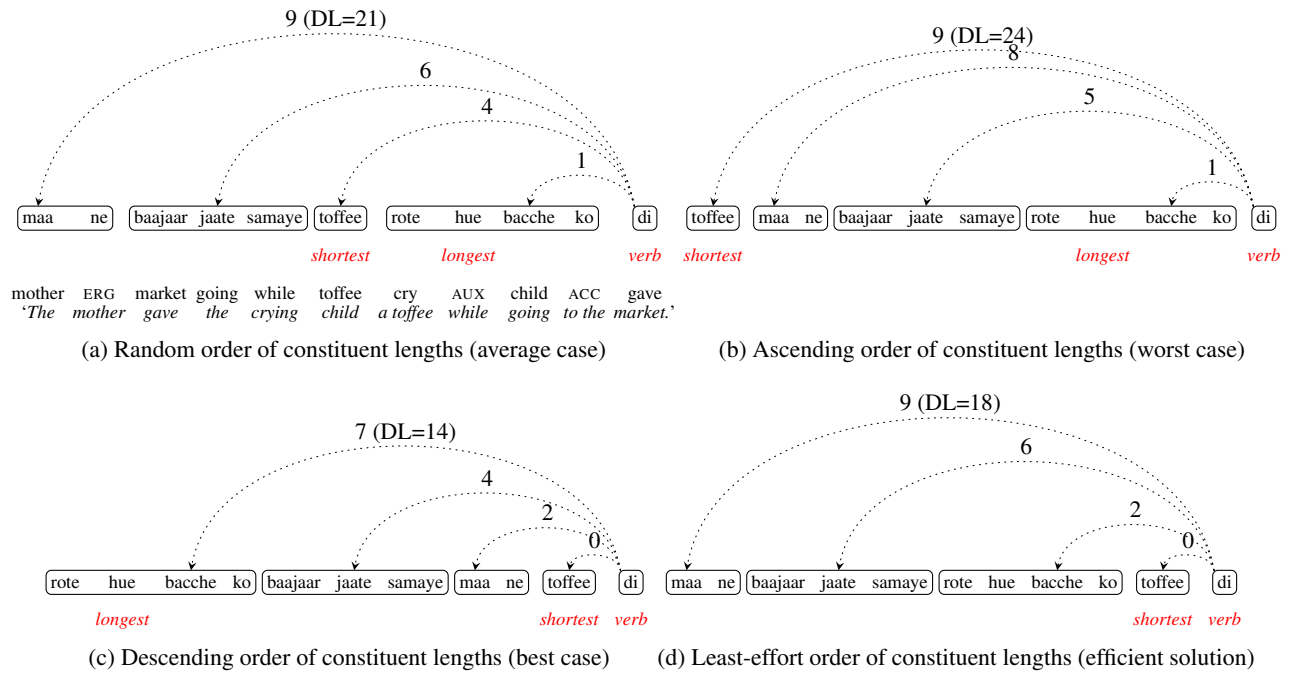 9 (DL=21)
6
4
1
maa ne baajaar jaate samaye toffee rote hue bacche ko di
shortest longest verb
mother ERG market going while toffee cry AUX child ACC gave
‘The mother gave the crying child a toffee while going to the market.’
(a) Random order of constituent lengths (average case)
9 (DL=24)
8
5
1
toffee maa ne baajaar jaate samaye rote hue bacche ko di
shortest longest verb
(b) Ascending order of constituent lengths (worst case)
7 (DL=14)
4
2
0
rote hue bacche ko baajaar jaate samaye maa ne toffee di
longest shortest verb
(c) Descending order of constituent lengths (best case)
9 (DL=18)
6
2
0
maa ne baajaar jaate samaye rote hue bacche ko toffee di
shortest verb
(d) Least-effort order of constituent lengths (efficient solution)